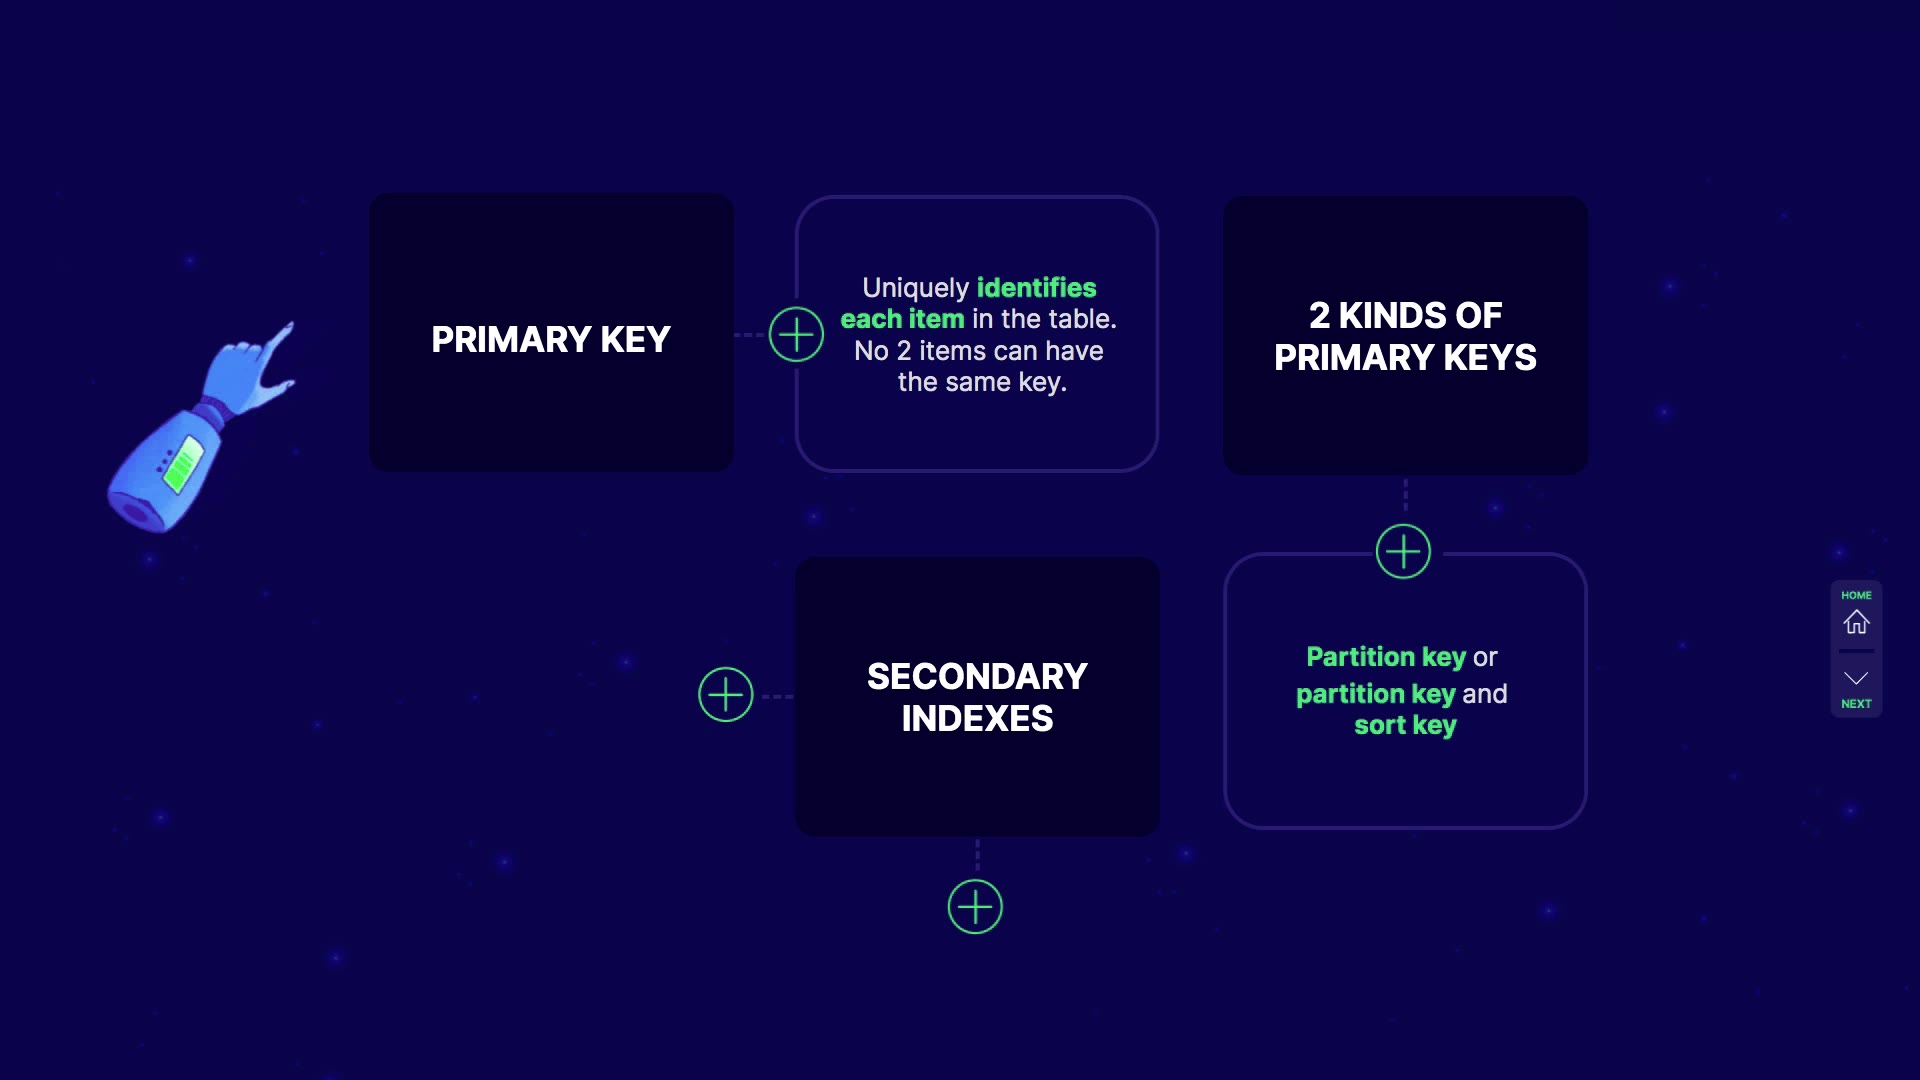 PRIMARY KEY
Uniquely identifies
each item in the table.
No 2 items can have
the same key.
2 KINDS OF
PRIMARY KEYS
SECONDARY
INDEXES
Partition key or
partition key and
sort key
HOME
NEXT